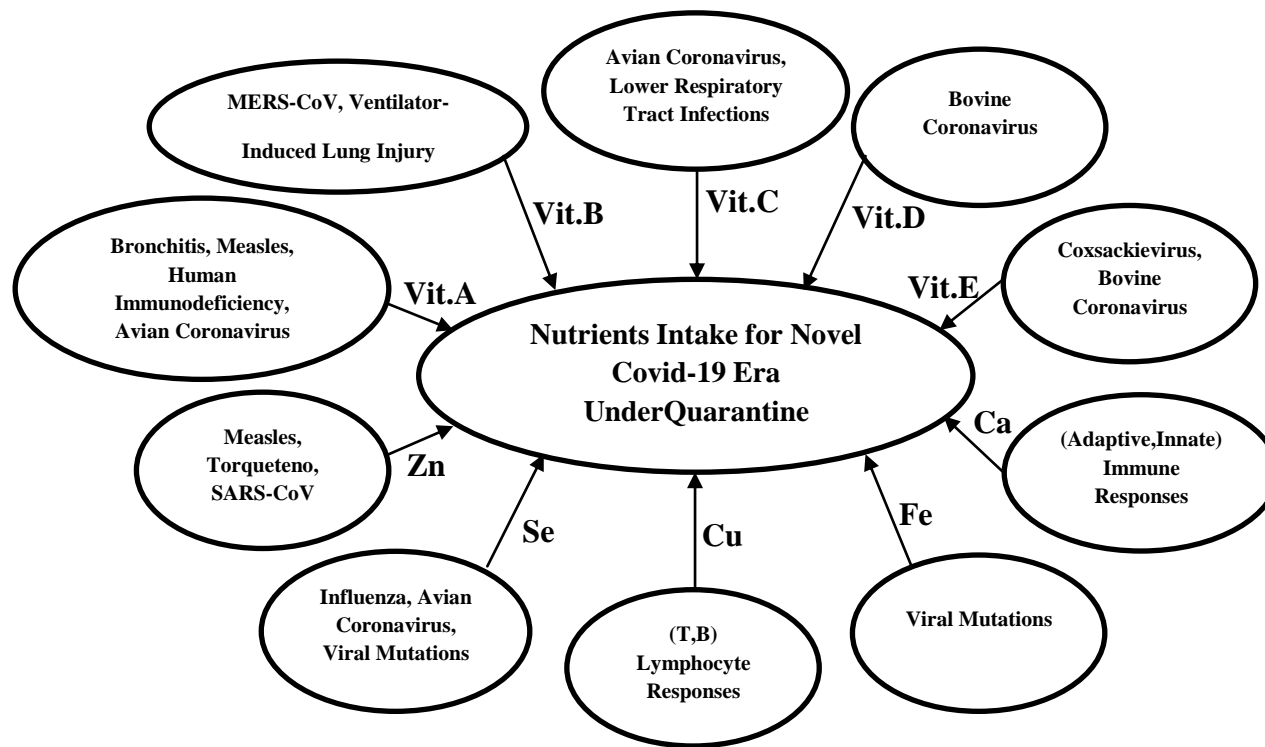 MERS-CoV, Ventilator-
Induced Lung Injury
Vit.B
Avian Coronavirus,
Lower Respiratory
Tract Infections
Vit.C
Bovine
Coronavirus
Vit.D
Bronchitis, Measles,
Human
Immunodeficiency,
Avian Coronavirus
Vit.A
Coxsackievirus,
Bovine
Coronavirus
Vit.E
Nutrients Intake for Novel
Covid-19 Era
UnderQuarantine
Measles,
Torqueteno,
SARS-CoV
Zn
(Adaptive,Innate)
Immune
Responses
Ca
Influenza, Avian
Coronavirus,
Viral Mutations
Se
(T,B)
Lymphocyte
Responses
Cu
Viral Mutations
Fe